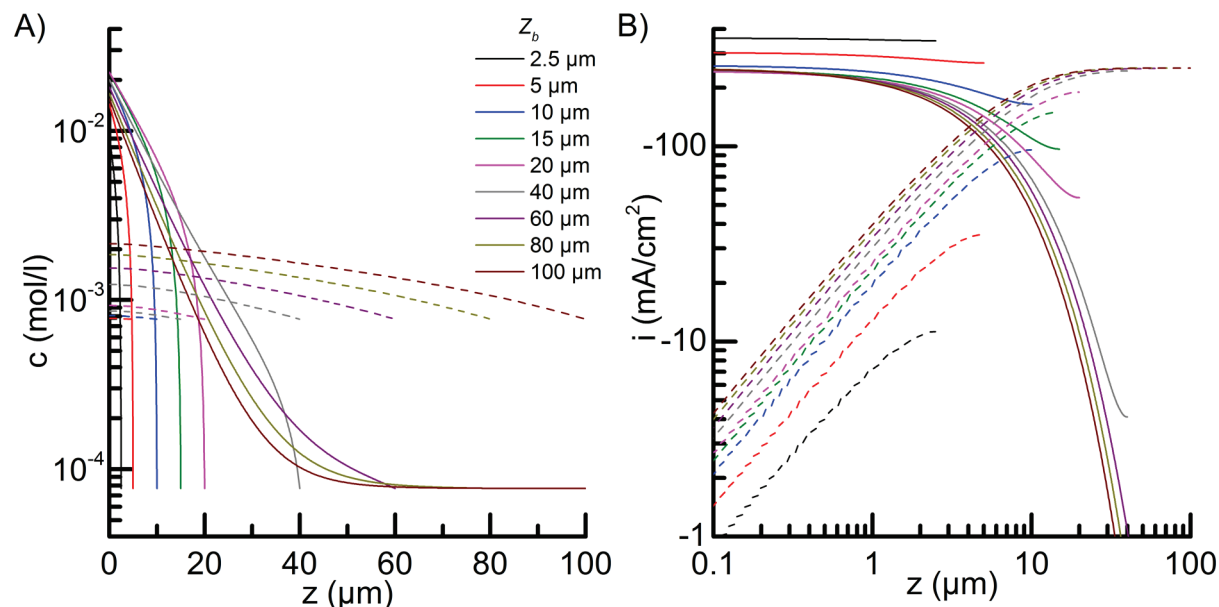 A)
Z_b
2.5 µm
5 µm
10 µm
15 µm
20 µm
40 µm
60 µm
80 µm
100 µm
10⁻²
10⁻³
10⁻⁴
c (mol/l)
0 20 40 60 80 100
z (µm)
B)
-100
-10
-1
i (mA/cm²)
0.1 1 10 100
z (µm)